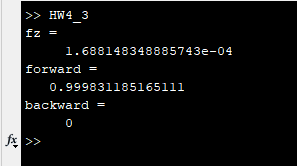 >> HW4_3
fz =
1.688148348885743e-04
forward =
0.999831185165111
backward =
0
fx >>